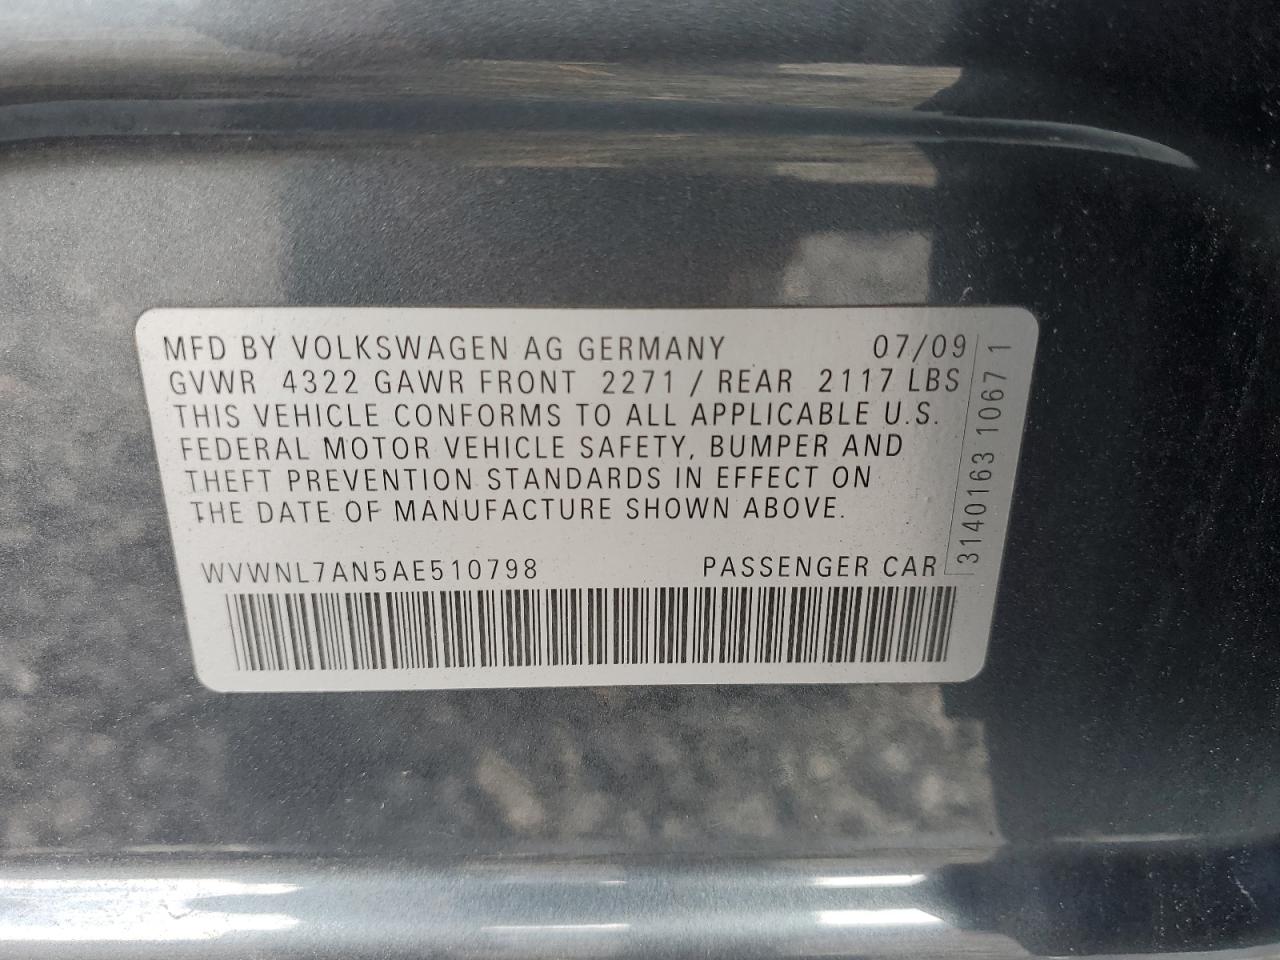 MFD BY VOLKSWAGEN AG GERMANY 07/09
GVWR 4322 GAWR FRONT 2271 / REAR 2117 LBS
THIS VEHICLE CONFORMS TO ALL APPLICABLE U.S.
FEDERAL MOTOR VEHICLE SAFETY, BUMPER AND
THEFT PREVENTION STANDARDS IN EFFECT ON
THE DATE OF MANUFACTURE SHOWN ABOVE.
WVWNL7AN5AE510798 PASSENGER CAR
3140163 1067 1